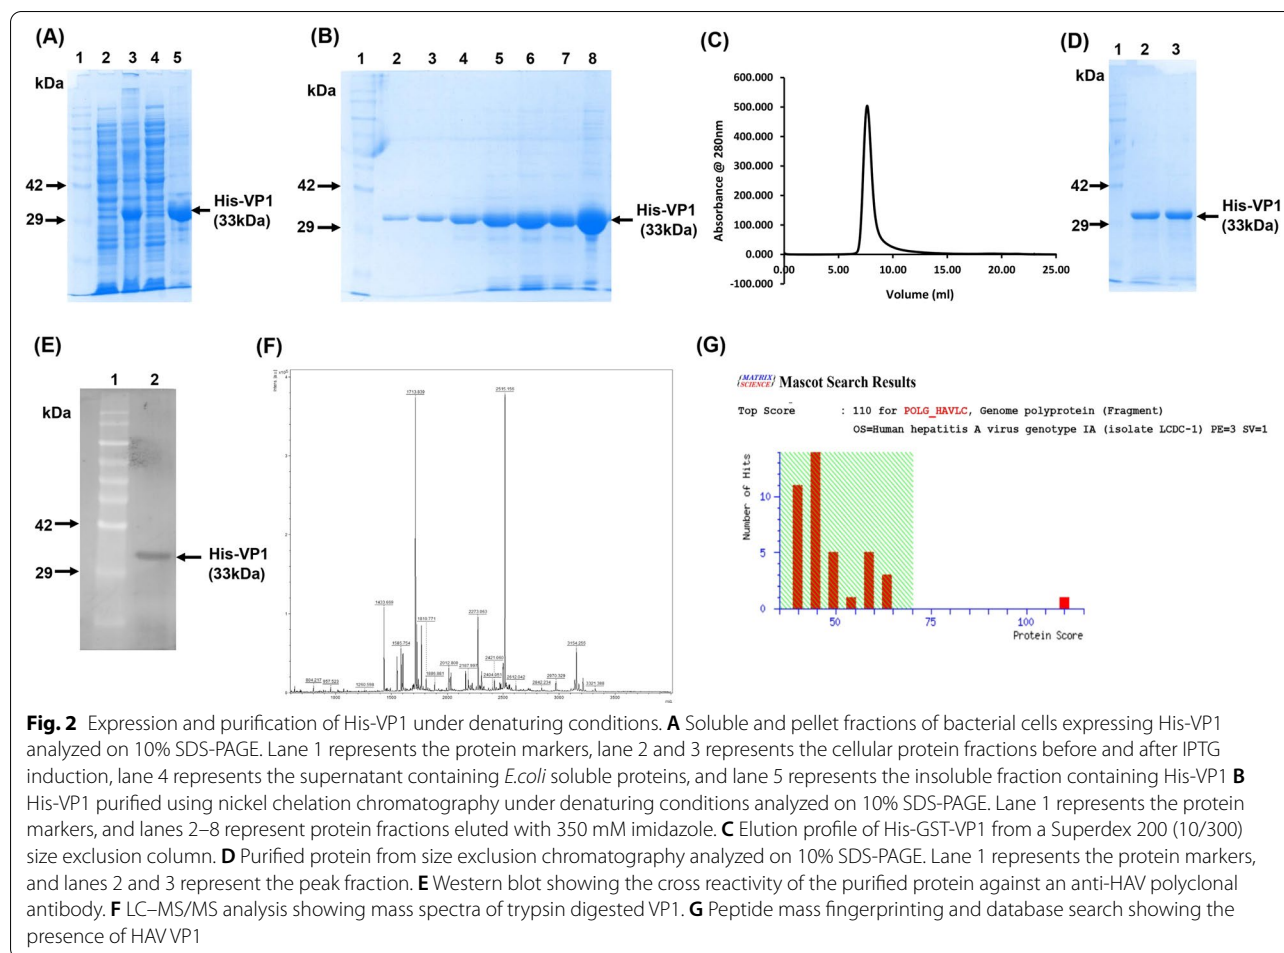 (A)
1 2 3 4 5
kDa
42
29
His-VP1
(33kDa)
(B)
1 2 3 4 5 6 7 8
kDa
42
29
His-VP1
(33kDa)
(C)
600.000
500.000
400.000
300.000
200.000
100.000
0.000
-100.000
Absorbance @ 280nm
0.00 5.00 10.00 15.00 20.00 25.00
Volume (ml)
(D)
1 2 3
kDa
42
29
His-VP1
(33kDa)
(E)
1 2
kDa
42
29
His-VP1
(33kDa)
(F)
(G)
{MATRIX}
{SCIENCE} Mascot Search Results
Top Score : 110 for POLG_HAVLC, Genome polyprotein (Fragment)
OS=Human hepatitis A virus genotype IA (isolate LCDC-1) PE=3 SV=1
Number of Hits
10
5
0
50 75 100
Protein Score
Fig. 2 Expression and purification of His-VP1 under denaturing conditions. A Soluble and pellet fractions of bacterial cells expressing His-VP1
analyzed on 10% SDS-PAGE. Lane 1 represents the protein markers, lane 2 and 3 represents the cellular protein fractions before and after IPTG
induction, lane 4 represents the supernatant containing E.coli soluble proteins, and lane 5 represents the insoluble fraction containing His-VP1 B
His-VP1 purified using nickel chelation chromatography under denaturing conditions analyzed on 10% SDS-PAGE. Lane 1 represents the protein
markers, and lanes 2–8 represent protein fractions eluted with 350 mM imidazole. C Elution profile of His-GST-VP1 from a Superdex 200 (10/300)
size exclusion column. D Purified protein from size exclusion chromatography analyzed on 10% SDS-PAGE. Lane 1 represents the protein markers,
and lanes 2 and 3 represent the peak fraction. E Western blot showing the cross reactivity of the purified protein against an anti-HAV polyclonal
antibody. F LC–MS/MS analysis showing mass spectra of trypsin digested VP1. G Peptide mass fingerprinting and database search showing the
presence of HAV VP1